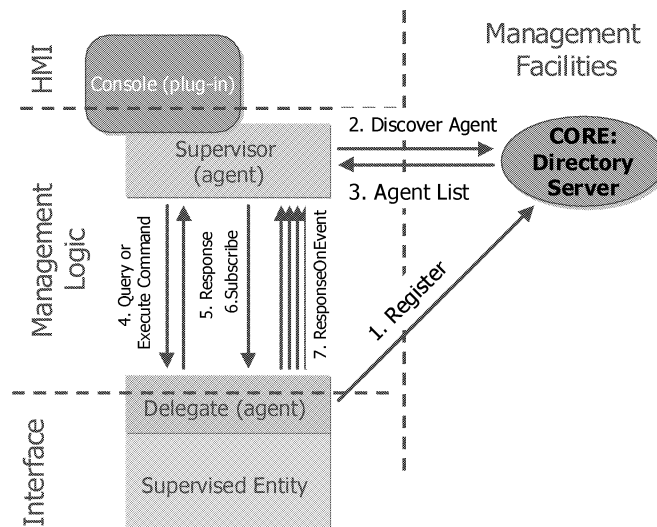 Management
Facilities
HMI
Console (plug-in)
2. Discover Agent
CORE:
Directory
Server
Supervisor
(agent)
3. Agent List
Management
Logic
4. Query or
Execute Command
5. Response
6.Subscribe
7. ResponseOnEvent
1. Register
Delegate (agent)
Interface
Supervised Entity